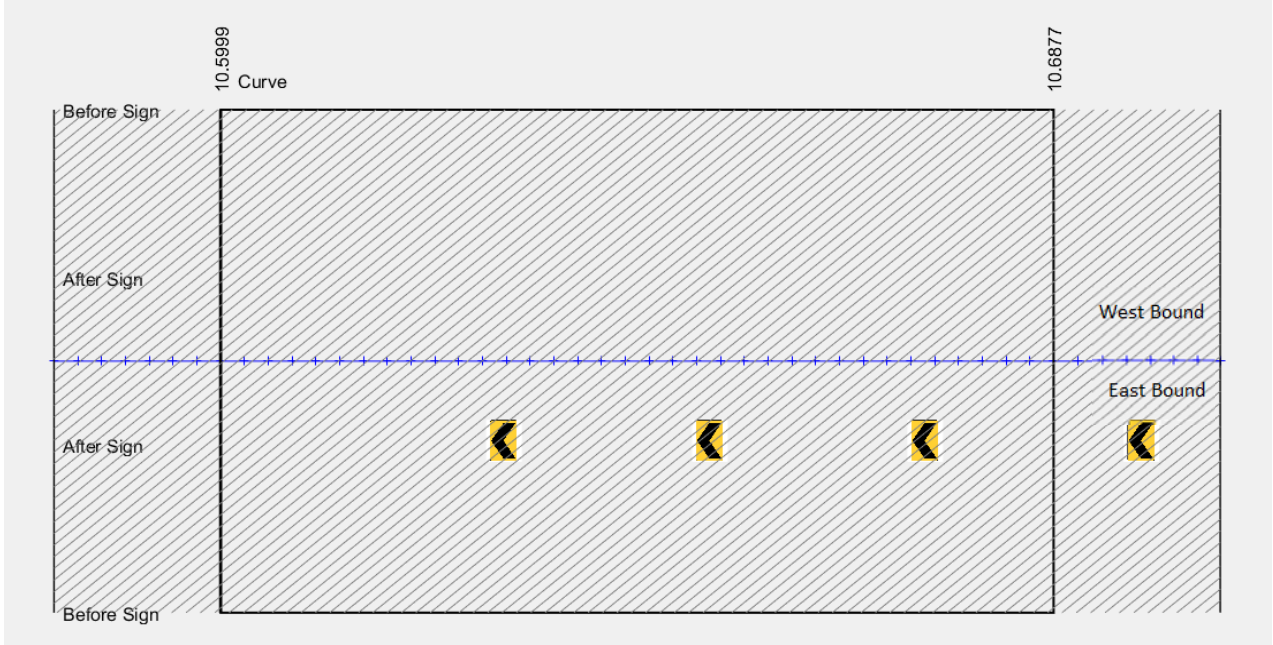 10.5999
10.6877
Curve
Before Sign
After Sign
West Bound
East Bound
After Sign
Before Sign